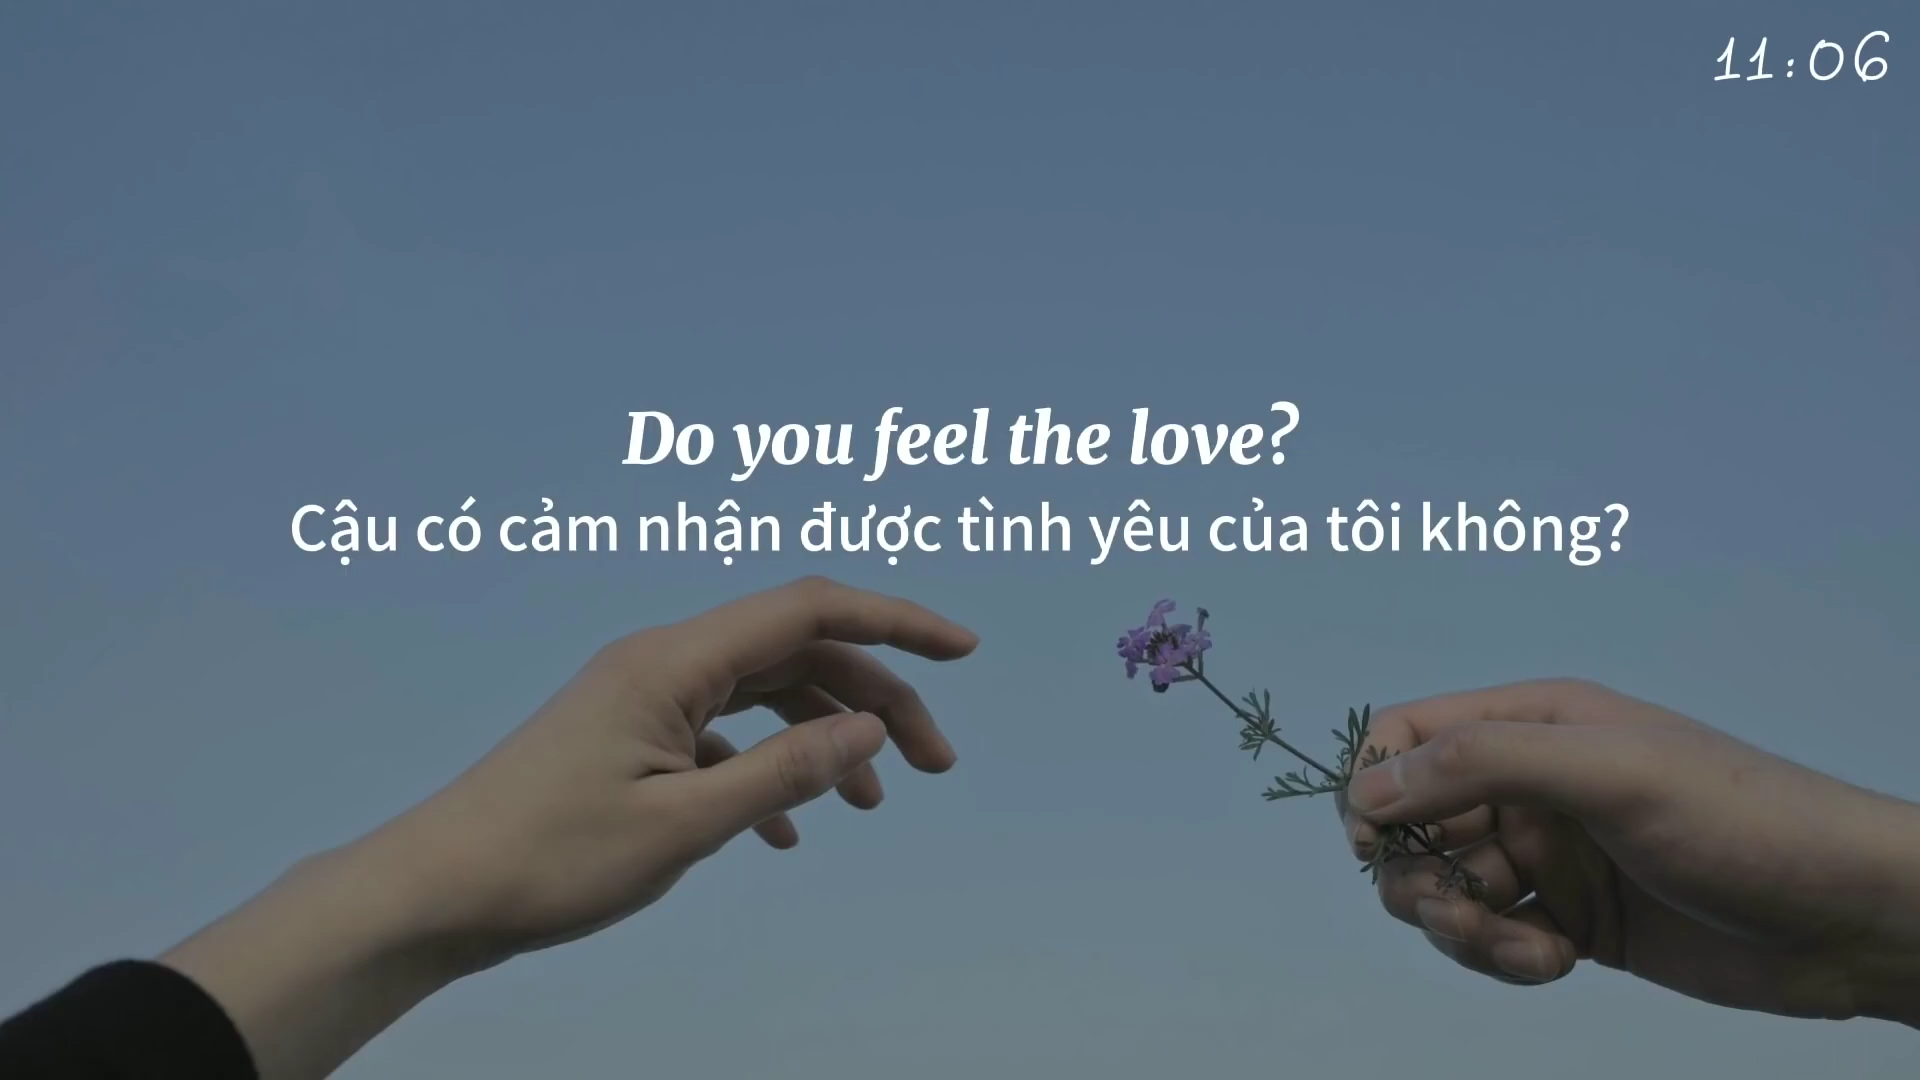 11:06
Do you feel the love?
Cậu có cảm nhận được tình yêu của tôi không?